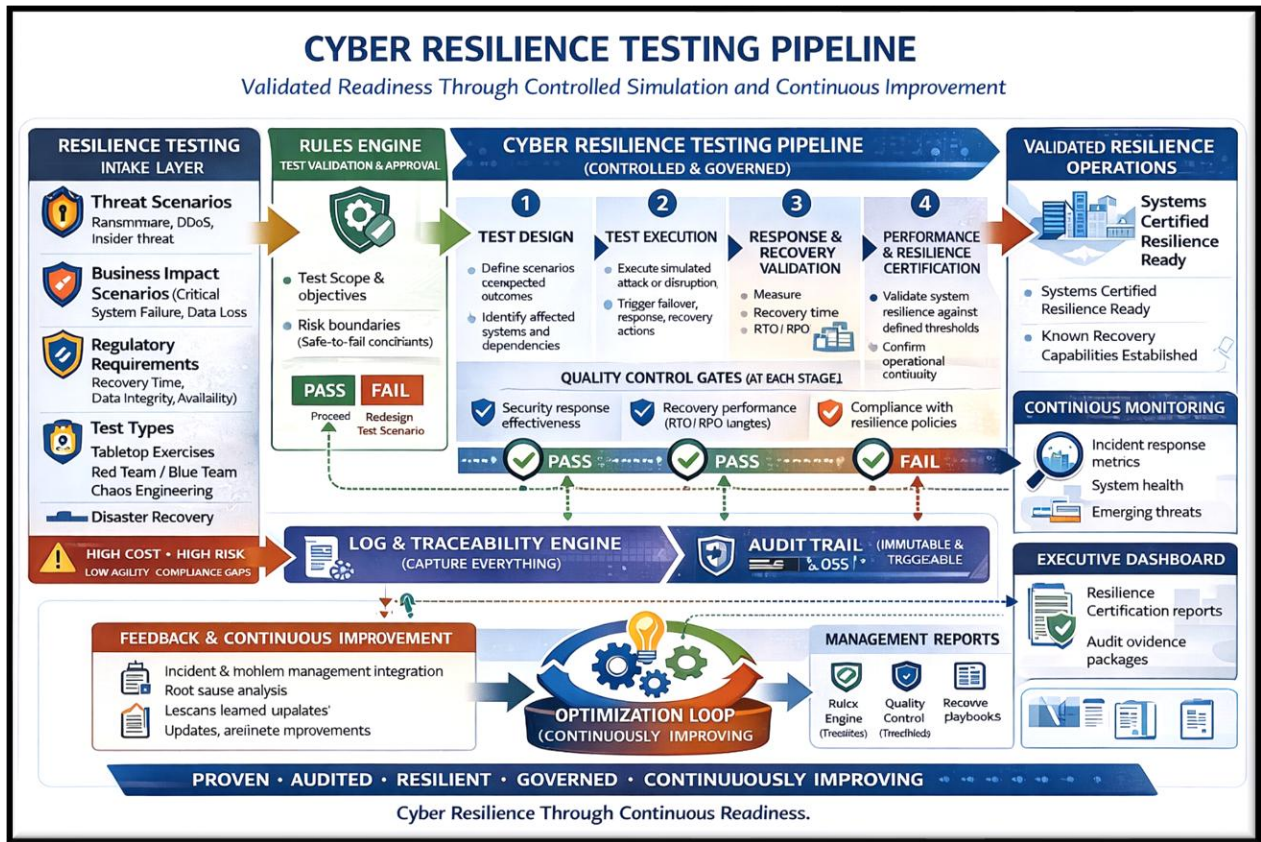 CYBER RESILIENCE TESTING PIPELINE
Validated Readiness Through Controlled Simulation and Continuous Improvement
RESILIENCE TESTING
INTAKE LAYER
Threat Scenarios
Ransmmuare, DDoS,
Insider threat
Business Impact
Scenarios (Critical
System Failure, Data Loss)
Regulatory
Requirements
Recovery Time,
Data Integrity, Availaility)
Test Types
Tabletop Exercises
Red Team / Blue Team
Chaos Engineering
Disaster Recovery
HIGH COST • HIGH RISK
LOW AGILITY COMPLIANCE GAPS
RULES ENGINE
TEST VALIDATION & APPROVAL
• Test Scope &
objectives
• Risk boundaries
(Safe-to-fail
PASS
Proceed
FAIL
Redesign
Test Scenario
CYBER RESILIENCE TESTING PIPELINE
(CONTROLLED & GOVERNED)
1
TEST DESIGN
• Define scenarios
ceexpected
outcomes
• Identify affected
systems and
dependencies
2
TEST EXECUTION
• Execute simulated
attack or disruption,
• Trigger failover,
response, recovery
actions
3
RESPONSE &
RECOVERY
VALIDATION
• Measure
• Recovery time
• RTO / RPO
4
PERFORMANCE
& RESILIENCE
CERTIFICATION
• Validate system
resilience against
defined thresholds
• Confirm
operational
contiuuity
QUALITY CONTROL GATES (AT EACH STAGE)
Security response
effectiveness
Recovery performance
(RTO / RPO
Compliance with
resilience policies
PASS
PASS
FAIL
VALIDATED RESILIENCE
OPERATIONS
Systems
Certified
Resilience
Ready
• Systems Certified
Resilience Ready
• Known Recovery
Capabilities Established
CONTINIOUS MONITORING
Incident response
metrics
System health
Emerging threats
LOG & TRACEABILITY ENGINE
(CAPTURE EVERYTHING)
AUDIT TRAIL
(IMMUTABLE &
TRGGEABLE
EXECUTIVE DASHBOARD
Resilience
Certification reports
Audit ovidence
packages
FEEDBACK & CONTINUOUS IMPROVEMENT
Incident & mohlem management integration
Root sause analysis
Lescans leamed upalates'
Updates, areiinete mprovements
OPTIMIZATION LOOP
(CONTINUOUSLY IMPROVING
MANAGEMENT REPORTS
Rulcx
Engine
Quality
Control
Recovwe
playbooks
PROVEN • AUDITED • RESILIENT • GOVERNED • CONTINUUOUSLY IMPROVING
Cyber Resilience Through Continuous Readiness.